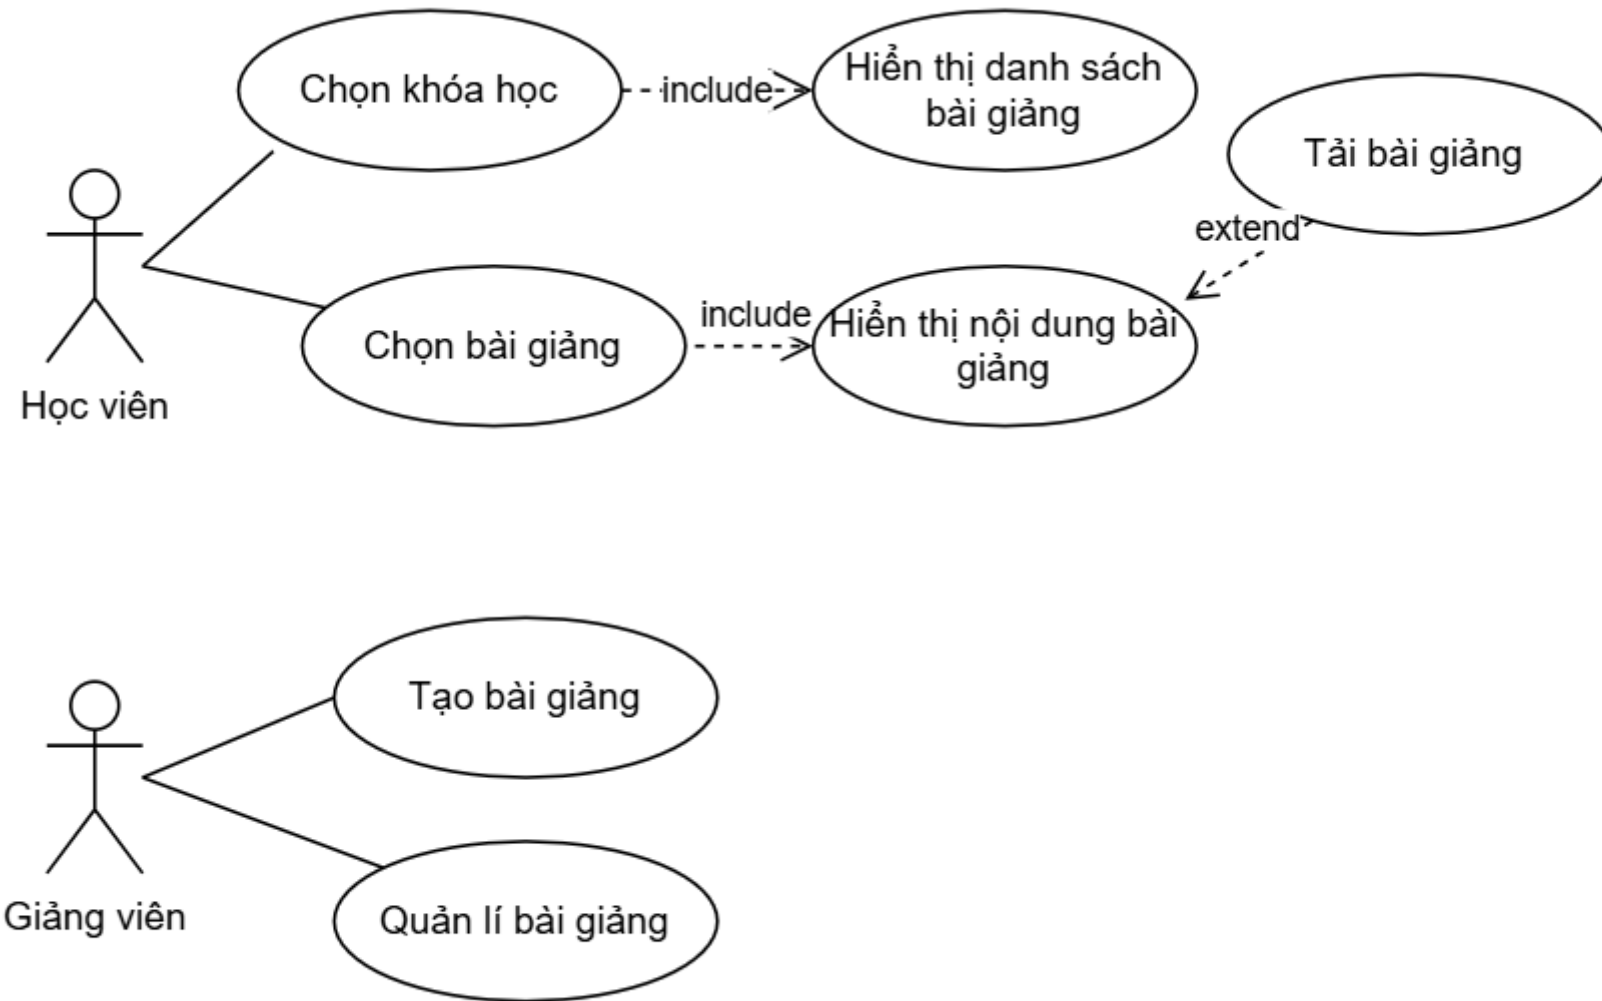 Chọn khóa học
include
Hiển thị danh sách
bài giảng
Tải bài giảng
extend
Chọn bài giảng
include
Hiển thị nội dung bài
giảng
Học viên
Tạo bài giảng
Quản lí bài giảng
Giảng viên